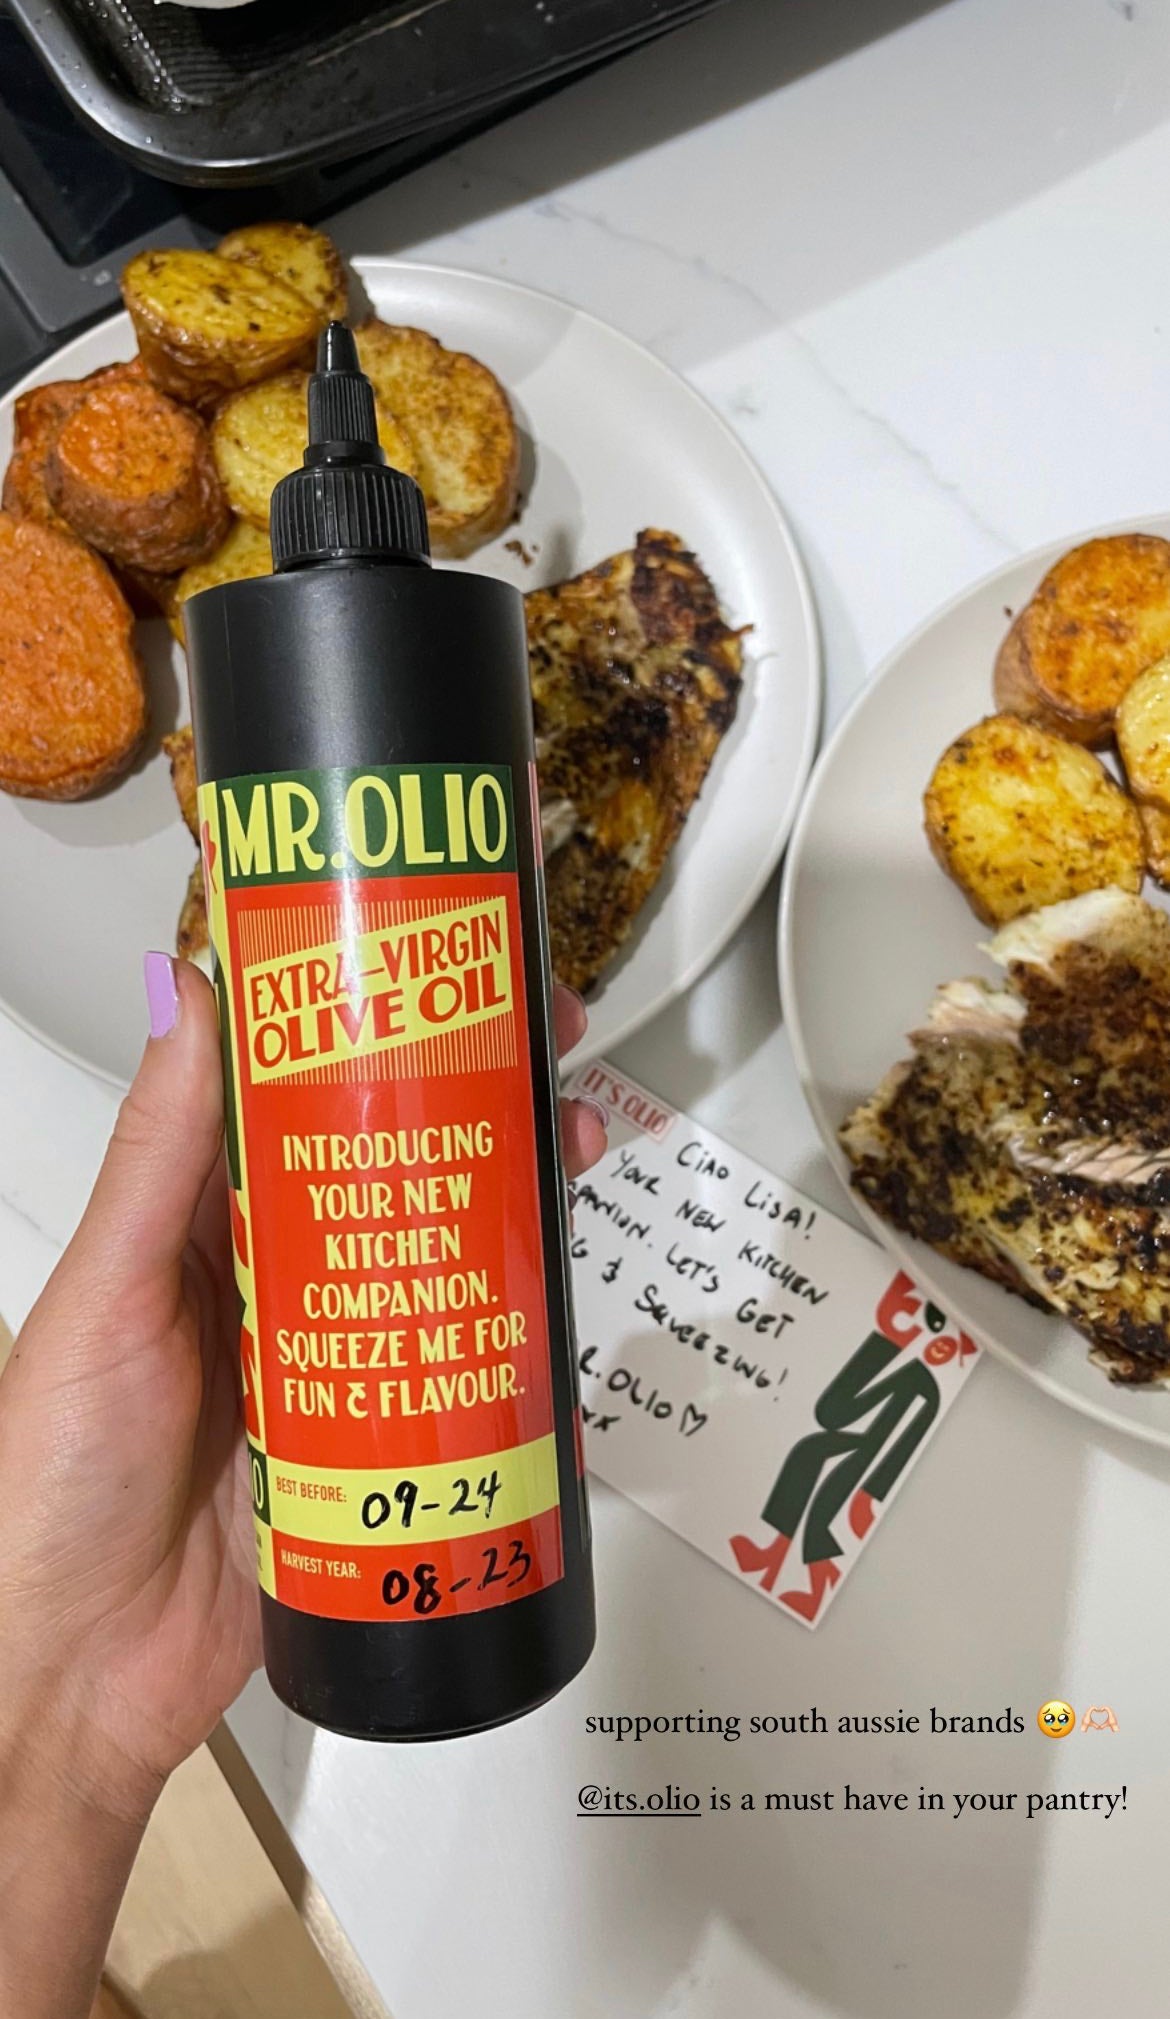 MR. OLIO
EXTRA-VIRGIN
OLIVE OIL
INTRODUCING
YOUR NEW
KITCHEN
COMPANION.
SQUEEZE ME FOR
FUN & FLAVOUR.
BEST BEFORE: 09-24
HARVEST YEAR: 08-23
IT'S OLIO
CiAO LiSA!
YOUR NEW KiTCHEN
PANION. LET'S GET
& SQUEEZING!
R. OLIO
supporting south aussie brands 🥹🫶🏻
@its.olio is a must have in your pantry!